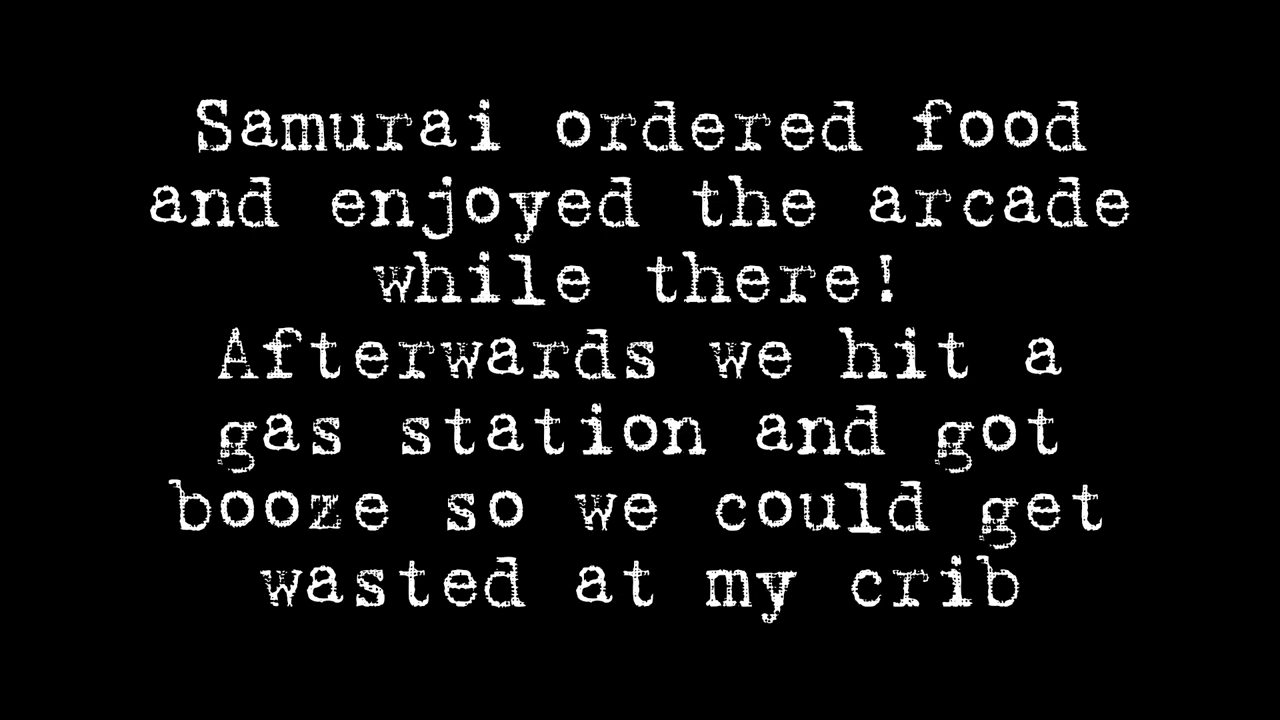 Samurai ordered food
and enjoyed the arcade
while there!
Afterwards we hit a
gas station and got
booze so we could get
wasted at my crib